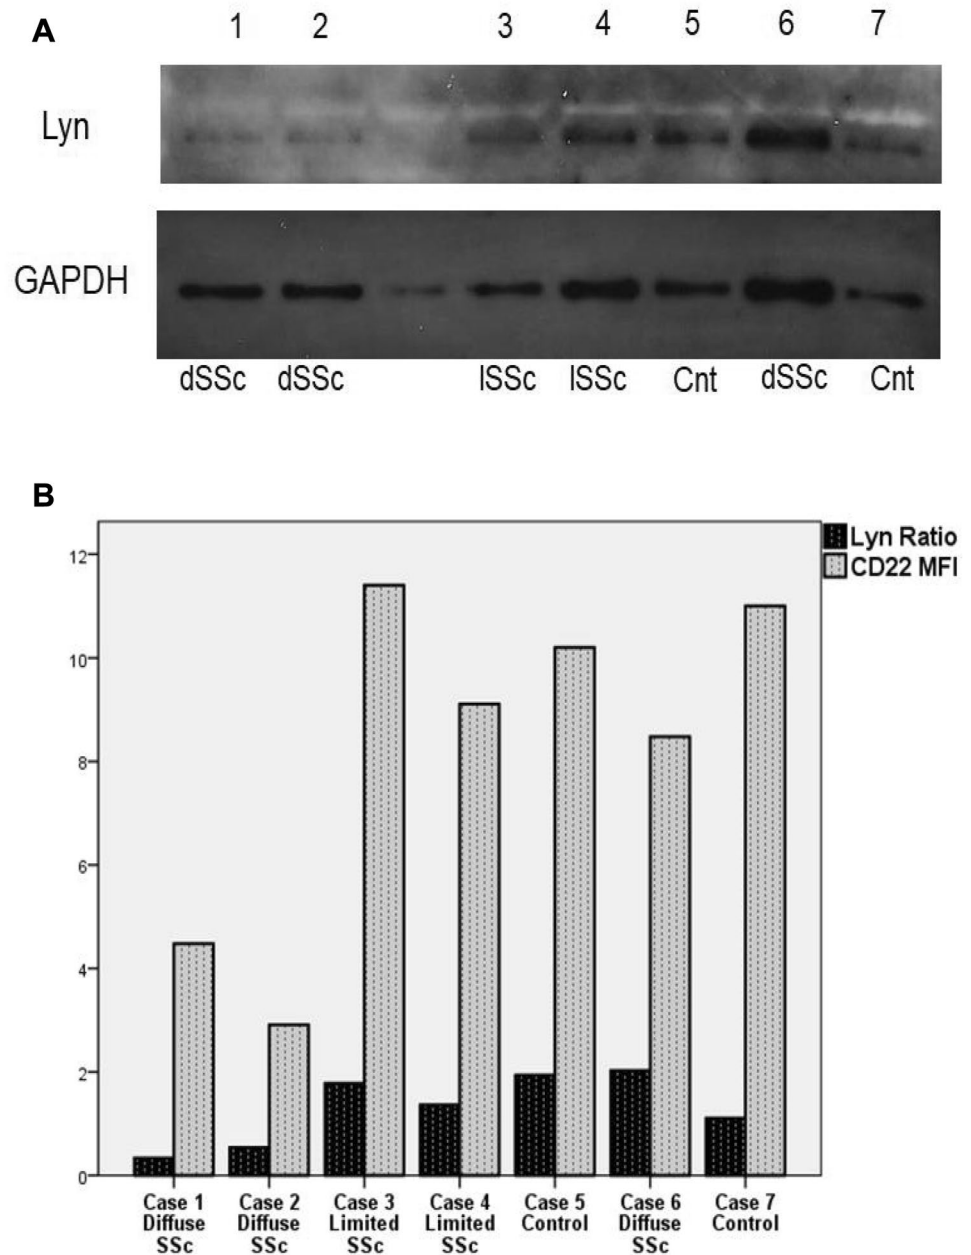 A
1 2 3 4 5 6 7
Lyn
GAPDH
dSSc dSSc lSSc lSSc Cnt dSSc Cnt
B
Lyn Ratio
CD22 MFI
12
10
8
6
4
2
0
Case 1 Case 2 Case 3 Case 4 Case 5 Case 6 Case 7
Diffuse Diffuse Limited Limited Control Diffuse Control
SSc SSc SSc SSc SSc